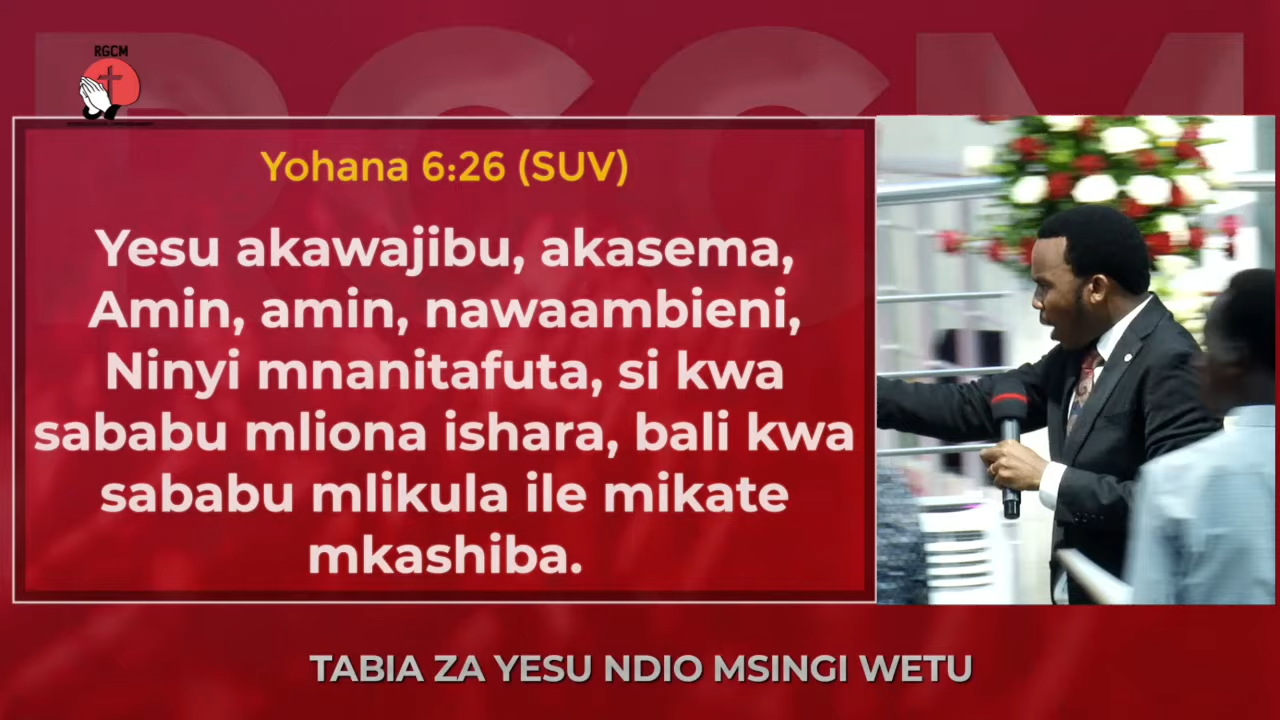 RGCM
RGCM
Yohana 6:26 (SUV)
Yesu akawajibu, akasema,
Amin, amin, nawaambieni,
Ninyi mnanitafuta, si kwa
sababu mliona ishara, bali kwa
sababu mlikula ile mikate
mkashiba.
TABIA ZA YESU NDIO MSINGI WETU